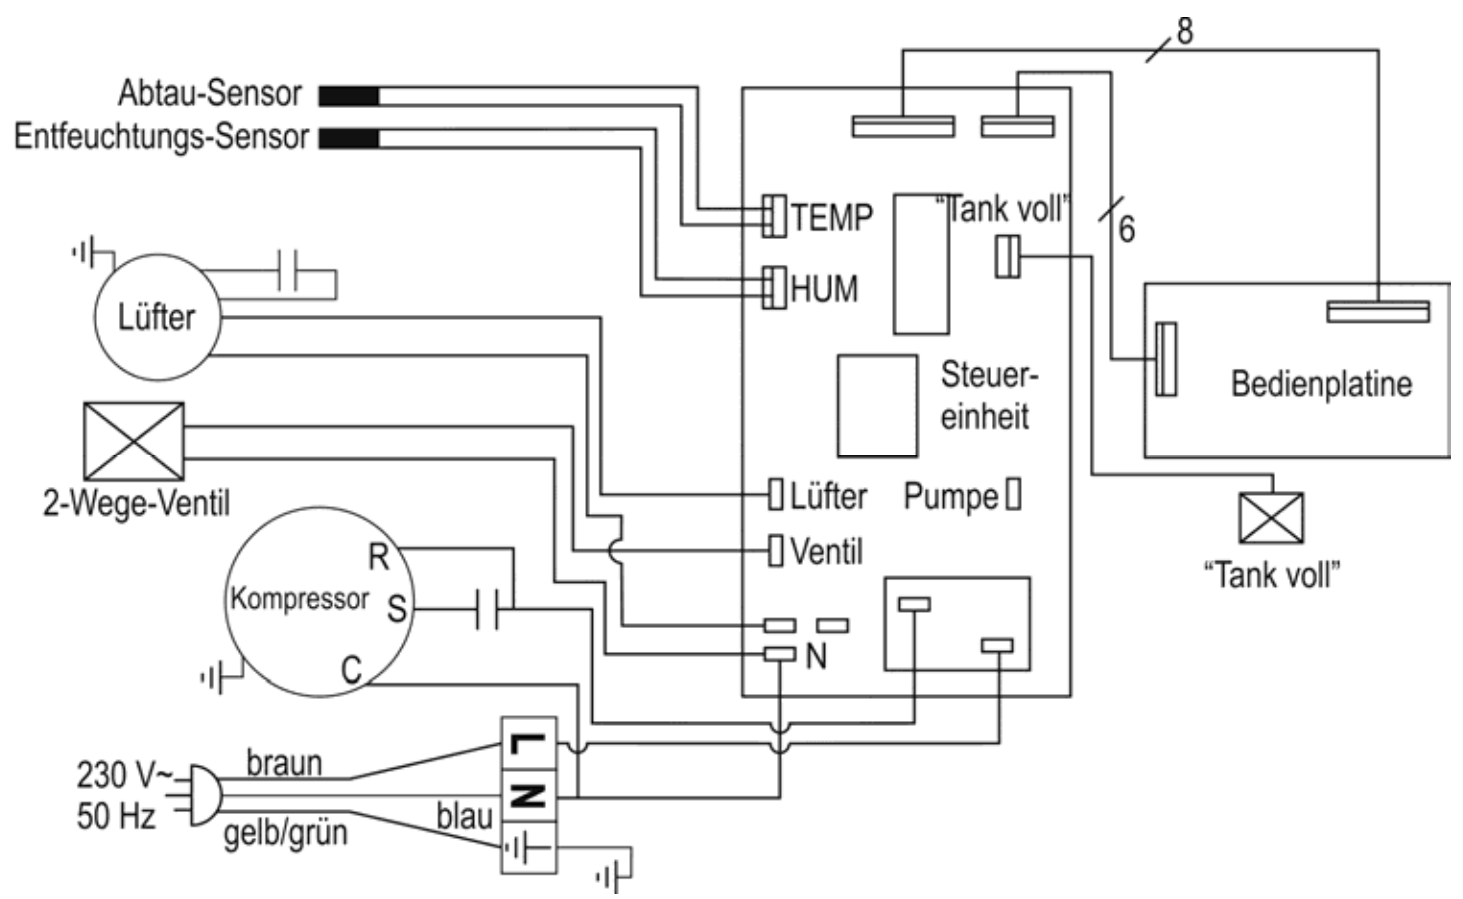 8
Abtau-Sensor
Entfeuchtungs-Sensor
TEMP
“Tank voll”
6
HUM
Lüfter
Steuer-
einheit
Bedienplatine
2-Wege-Ventil
Lüfter
Pumpe
Ventil
“Tank voll”
R
Kompressor
S
C
N
L
braun
230 V~
50 Hz
N
blau
gelb/grün